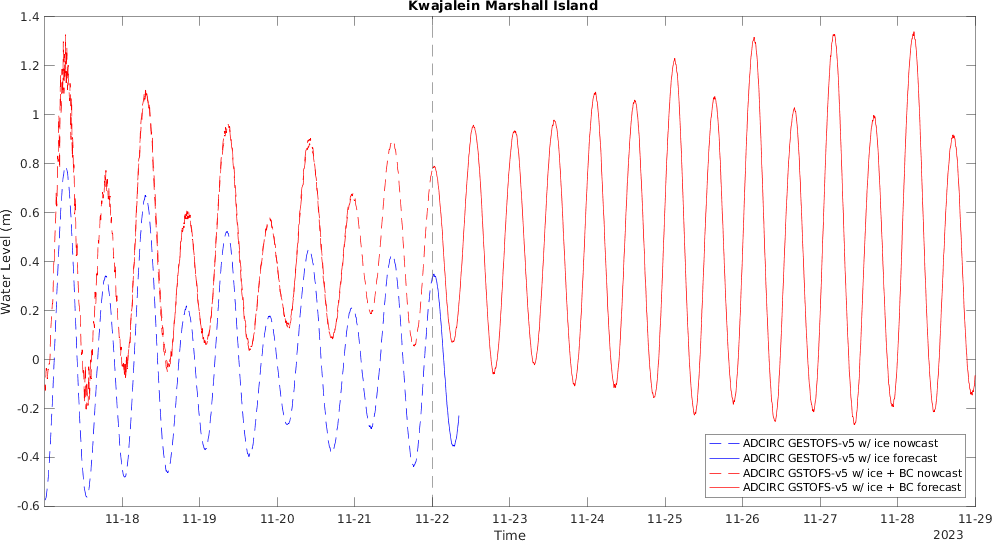 Kwajalein Marshall Island
1.4
1.2
1
0.8
0.6
0.4
0.2
0
-0.2
-0.4
-0.6
Water Level (m)
ADCIRC GESTOFS-v5 w/ ice nowcast
ADCIRC GESTOFS-v5 w/ ice forecast
ADCIRC GSTOFS-v5 w/ ice + BC nowcast
ADCIRC GSTOFS-v5 w/ ice + BC forecast
11-18 11-19 11-20 11-21 11-22 11-23 11-24 11-25 11-26 11-27 11-28 11-29
Time
2023